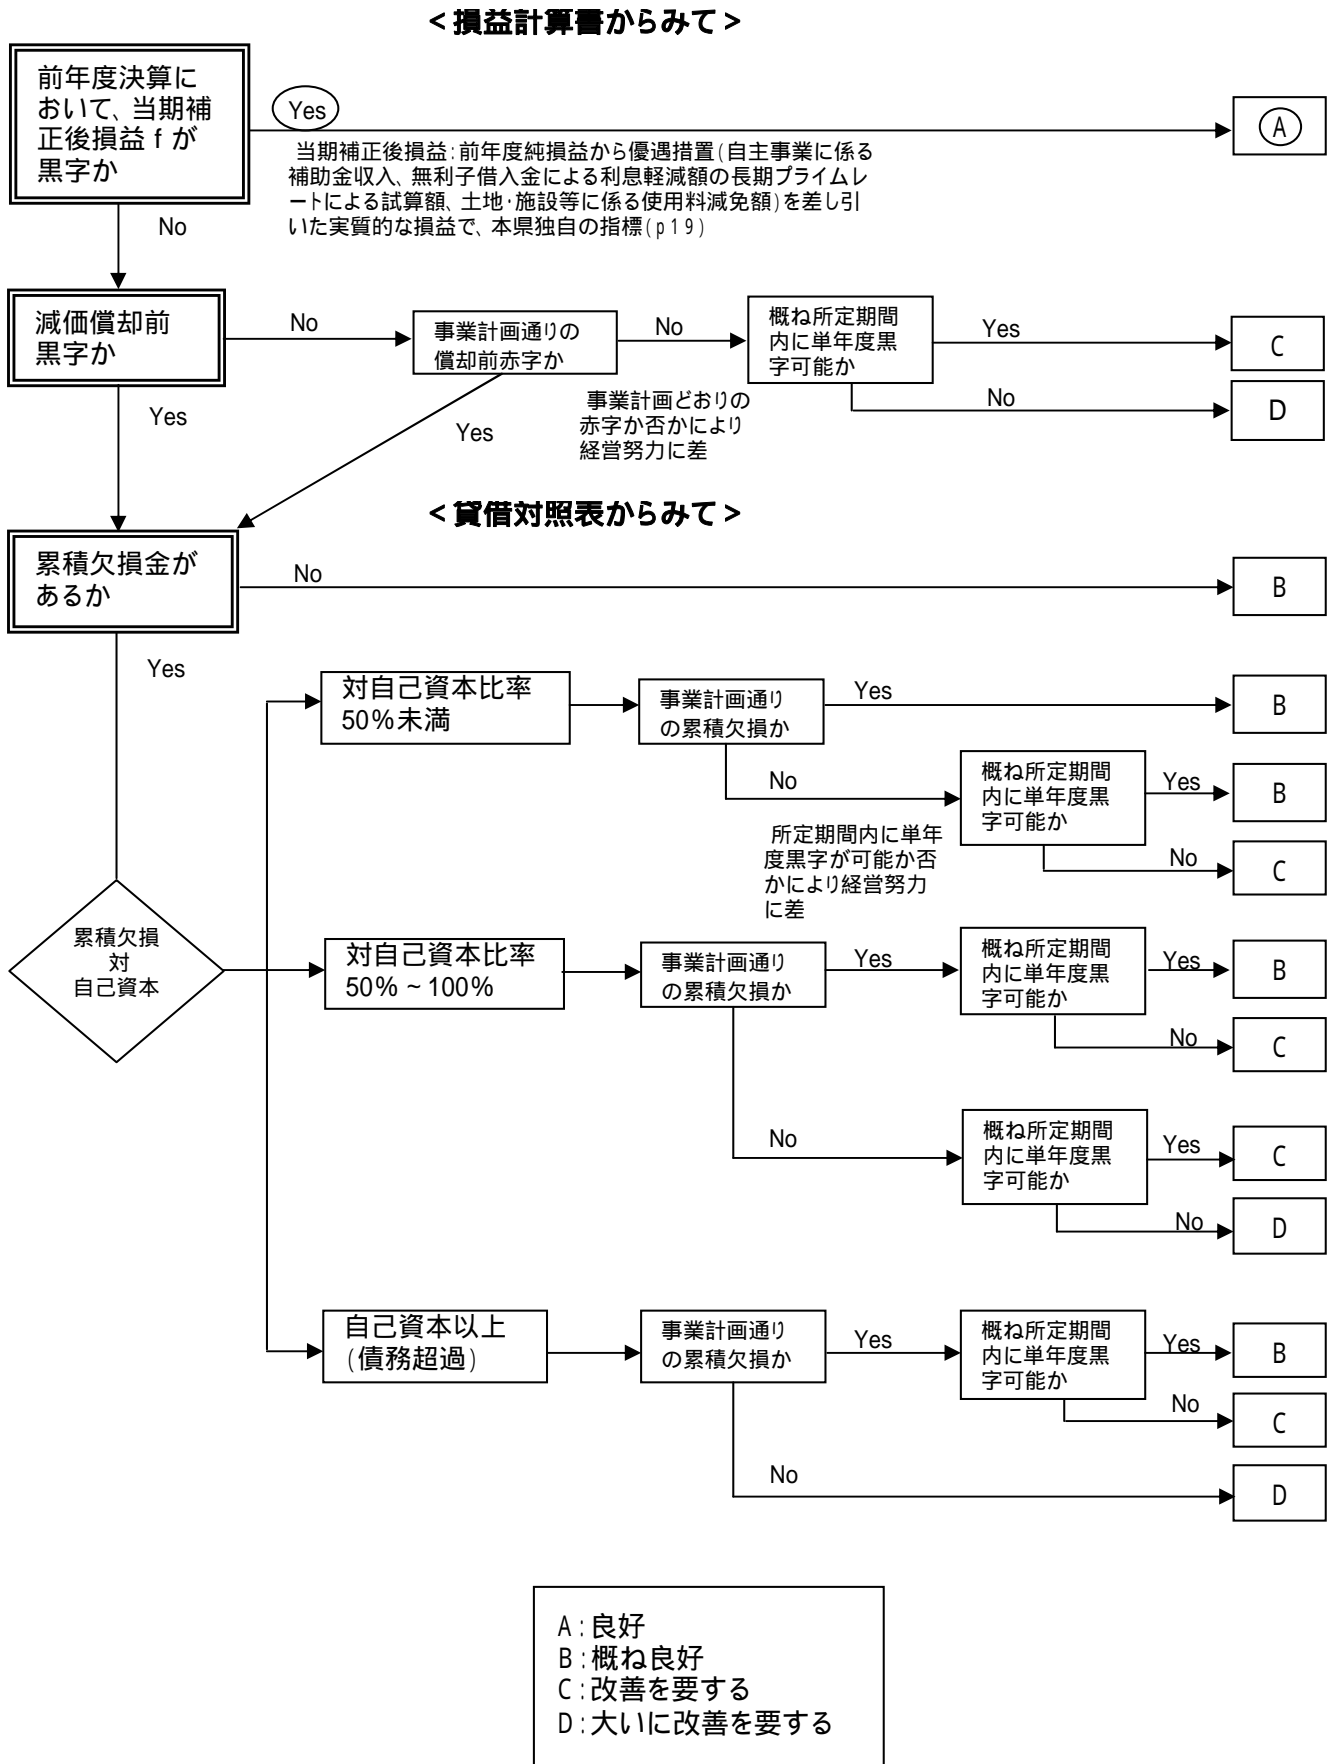 ＜損益計算書からみて＞
前年度決算に
おいて、当期補
正後損益ｆが
黒字か
Yes
A
当期補正後損益:前年度純損益から優遇措置(自主事業に係る
補助金収入、無利子借入金による利息軽減額の長期プライムレ
ートによる試算額、土地・施設等に係る使用料減免額)を差し引
いた実質的な損益で、本県独自の指標(p19)
No
減価償却前
黒字か
No
事業計画通りの
償却前赤字か
No
概ね所定期間
内に単年度黒
字可能か
Yes
C
No
D
Yes
Yes
事業計画どおりの
赤字か否かにより
経営努力に差
＜貸借対照表からみて＞
累積欠損金が
あるか
No
B
Yes
対自己資本比率
50％未満
事業計画通り
の累積欠損か
Yes
B
No
概ね所定期間
内に単年度黒
字可能か
Yes
B
No
C
所定期間内に単年
度黒字が可能か否
かにより経営努力
に差
累積欠損
対
自己資本
対自己資本比率
50％~100％
事業計画通り
の累積欠損か
Yes
概ね所定期間
内に単年度黒
字可能か
Yes
B
No
C
No
概ね所定期間
内に単年度黒
字可能か
Yes
C
No
D
自己資本以上
(債務超過)
事業計画通り
の累積欠損か
Yes
概ね所定期間
内に単年度黒
字可能か
Yes
B
No
C
No
D
A:良好
B:概ね良好
C:改善を要する
D:大いに改善を要する